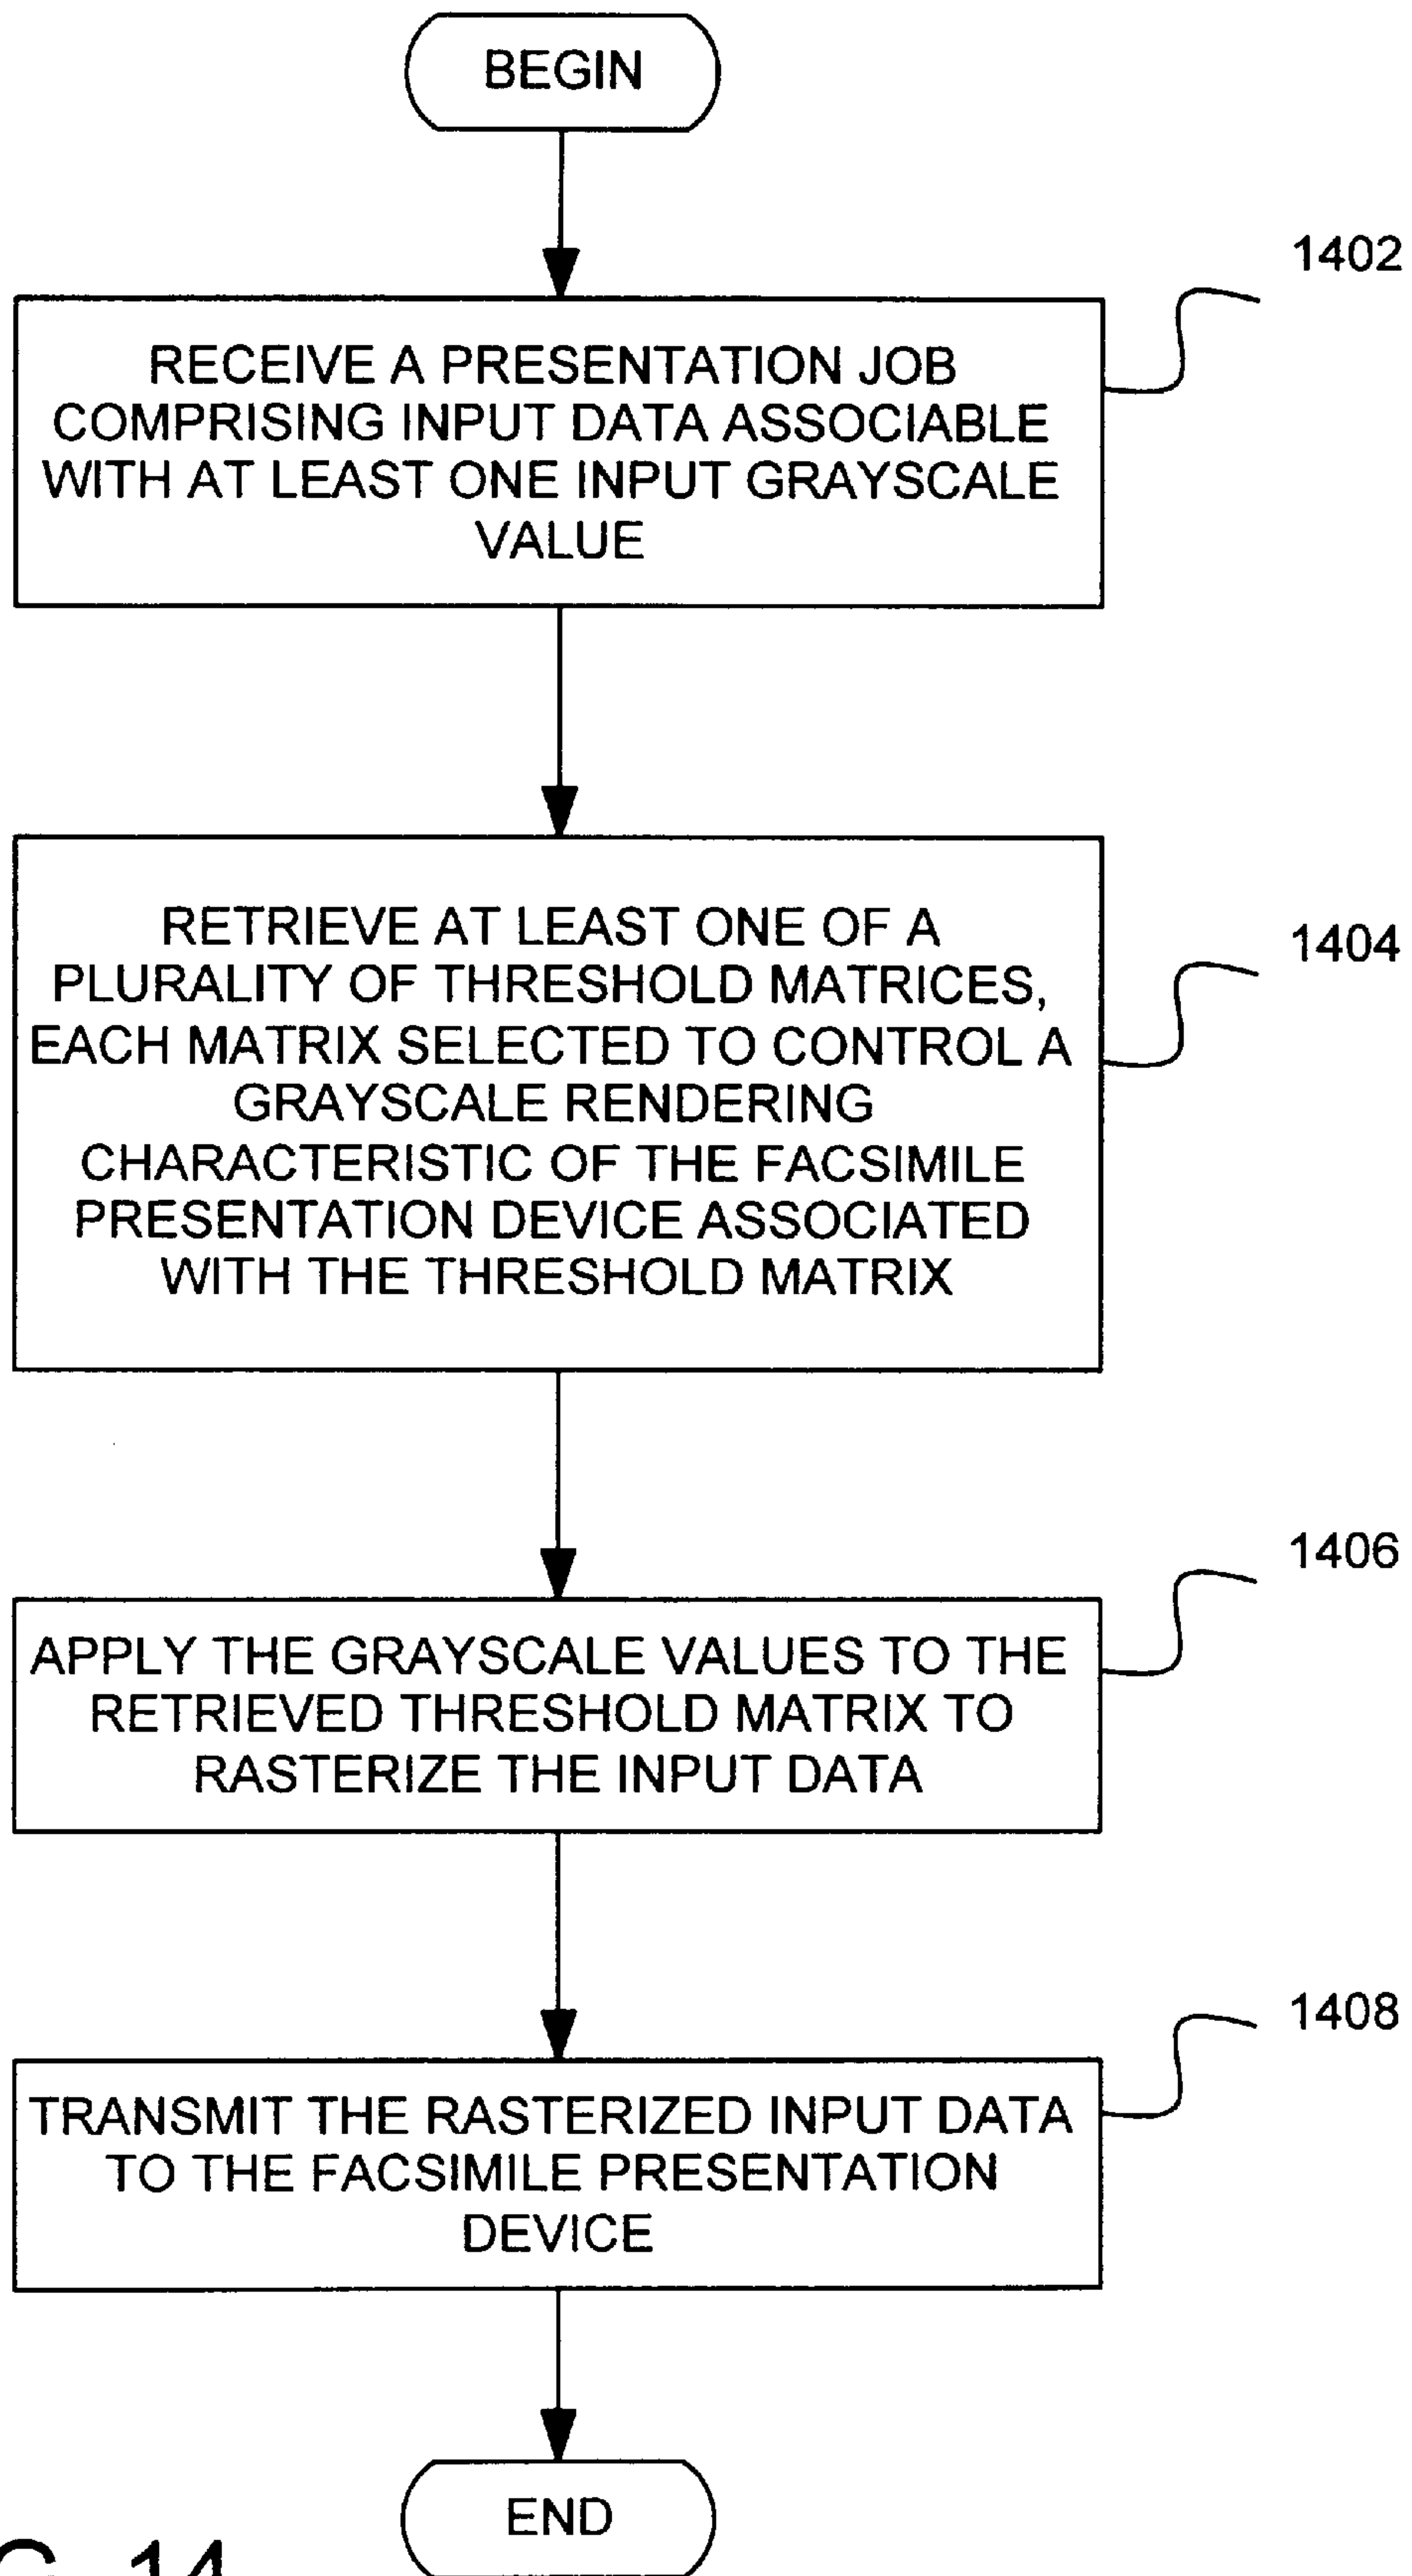 BEGIN
1402
RECEIVE A PRESENTATION JOB
COMPRISING INPUT DATA ASSOCIABLE
WITH AT LEAST ONE INPUT GRAYSCALE
VALUE
1404
RETRIEVE AT LEAST ONE OF A
PLURALITY OF THRESHOLD MATRICES,
EACH MATRIX SELECTED TO CONTROL A
GRAYSCALE RENDERING
CHARACTERISTIC OF THE FACSIMILE
PRESENTATION DEVICE ASSOCIATED
WITH THE THRESHOLD MATRIX
1406
APPLY THE GRAYSCALE VALUES TO THE
RETRIEVED THRESHOLD MATRIX TO
RASTERIZE THE INPUT DATA
1408
TRANSMIT THE RASTERIZED INPUT DATA
TO THE FACSIMILE PRESENTATION
DEVICE
END
14